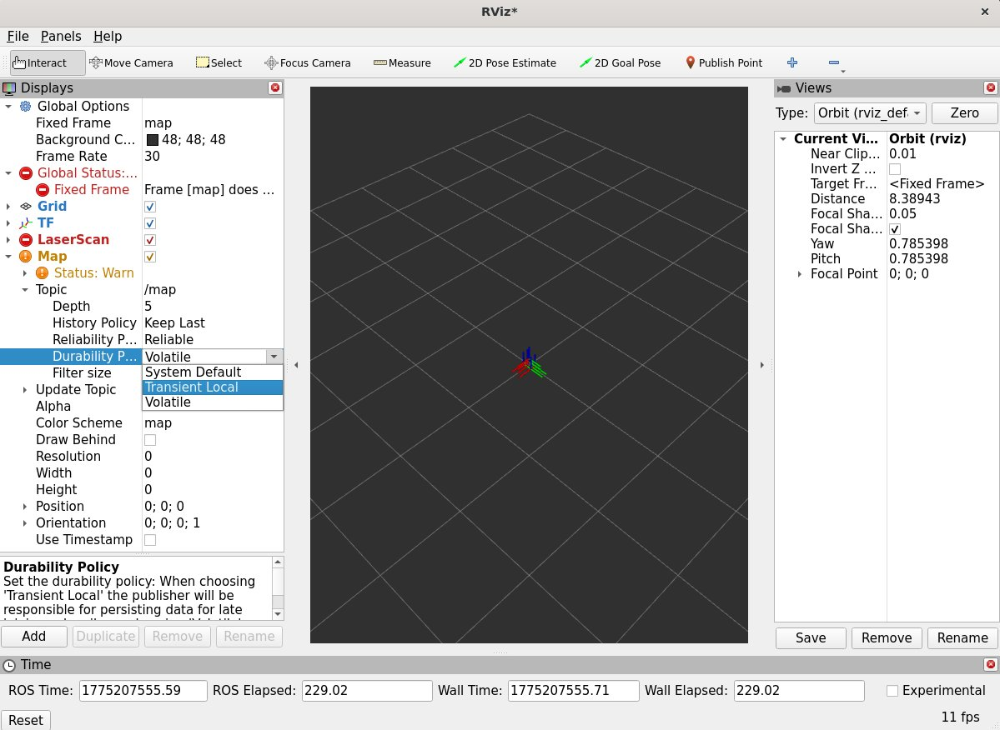 RViz*
File Panels Help
Interact Move Camera Select Focus Camera Measure 2D Pose Estimate 2D Goal Pose Publish Point
Displays
Global Options
Fixed Frame map
Background C... 48; 48; 48
Frame Rate 30
Global Status:...
Fixed Frame Frame [map] does ...
Grid
TF
LaserScan
Map
Status: Warn
Topic /map
Depth 5
History Policy Keep Last
Reliability P... Reliable
Durability P... Volatile
System Default
Filter size
Transient Local
Update Topic
Volatile
Alpha
Color Scheme map
Draw Behind
Resolution 0
Width 0
Height 0
Position 0; 0; 0
Orientation 0; 0; 0; 1
Use Timestamp
Durability Policy
Set the durability policy: When choosing
'Transient Local' the publisher will be
responsible for persisting data for late
Add Duplicate Remove Rename
Views
Type: Orbit (rviz_def Zero
Current Vi... Orbit (rviz)
Near Clip... 0.01
Invert Z ...
Target Fr... <Fixed Frame>
Distance 8.38943
Focal Sha... 0.05
Focal Sha...
Yaw 0.785398
Pitch 0.785398
Focal Point 0; 0; 0
Save Remove Rename
Time
ROS Time: 1775207555.59 ROS Elapsed: 229.02 Wall Time: 1775207555.71 Wall Elapsed: 229.02 Experimental
Reset 11 fps